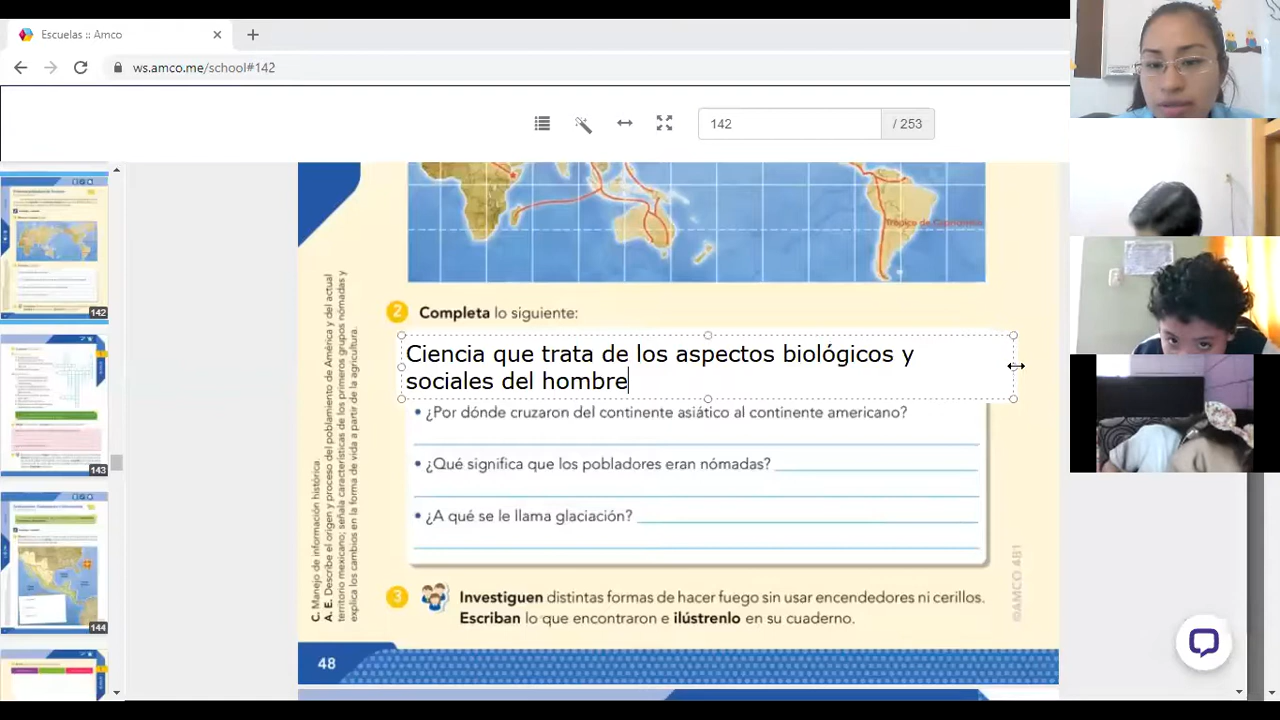 Escuelas :: Amco
ws.amco.me/school#142
142
/ 253
Trópico de Capricornio
2 Completa lo siguiente:
Ciencia que trata de los aspectos biológicos y
sociales del hombre
• ¿Por dónde cruzaron del continente asiático al continente americano?
• ¿Qué significa que los pobladores eran nómadas?
• ¿A qué se le llama glaciación?
3 Investiguen distintas formas de hacer fuego sin usar encendedores ni cerillos.
Escriban lo que encontraron e ilústrenlo en su cuaderno.
48
C. Manejo de información histórica.
A. E. Describe el origen y proceso del poblamiento de América y del actual
territorio mexicano; señala características de los primeros grupos nómadas y
explica los cambios en la forma de vida a partir de la agricultura.
©AMCO 4B1
142
143
144